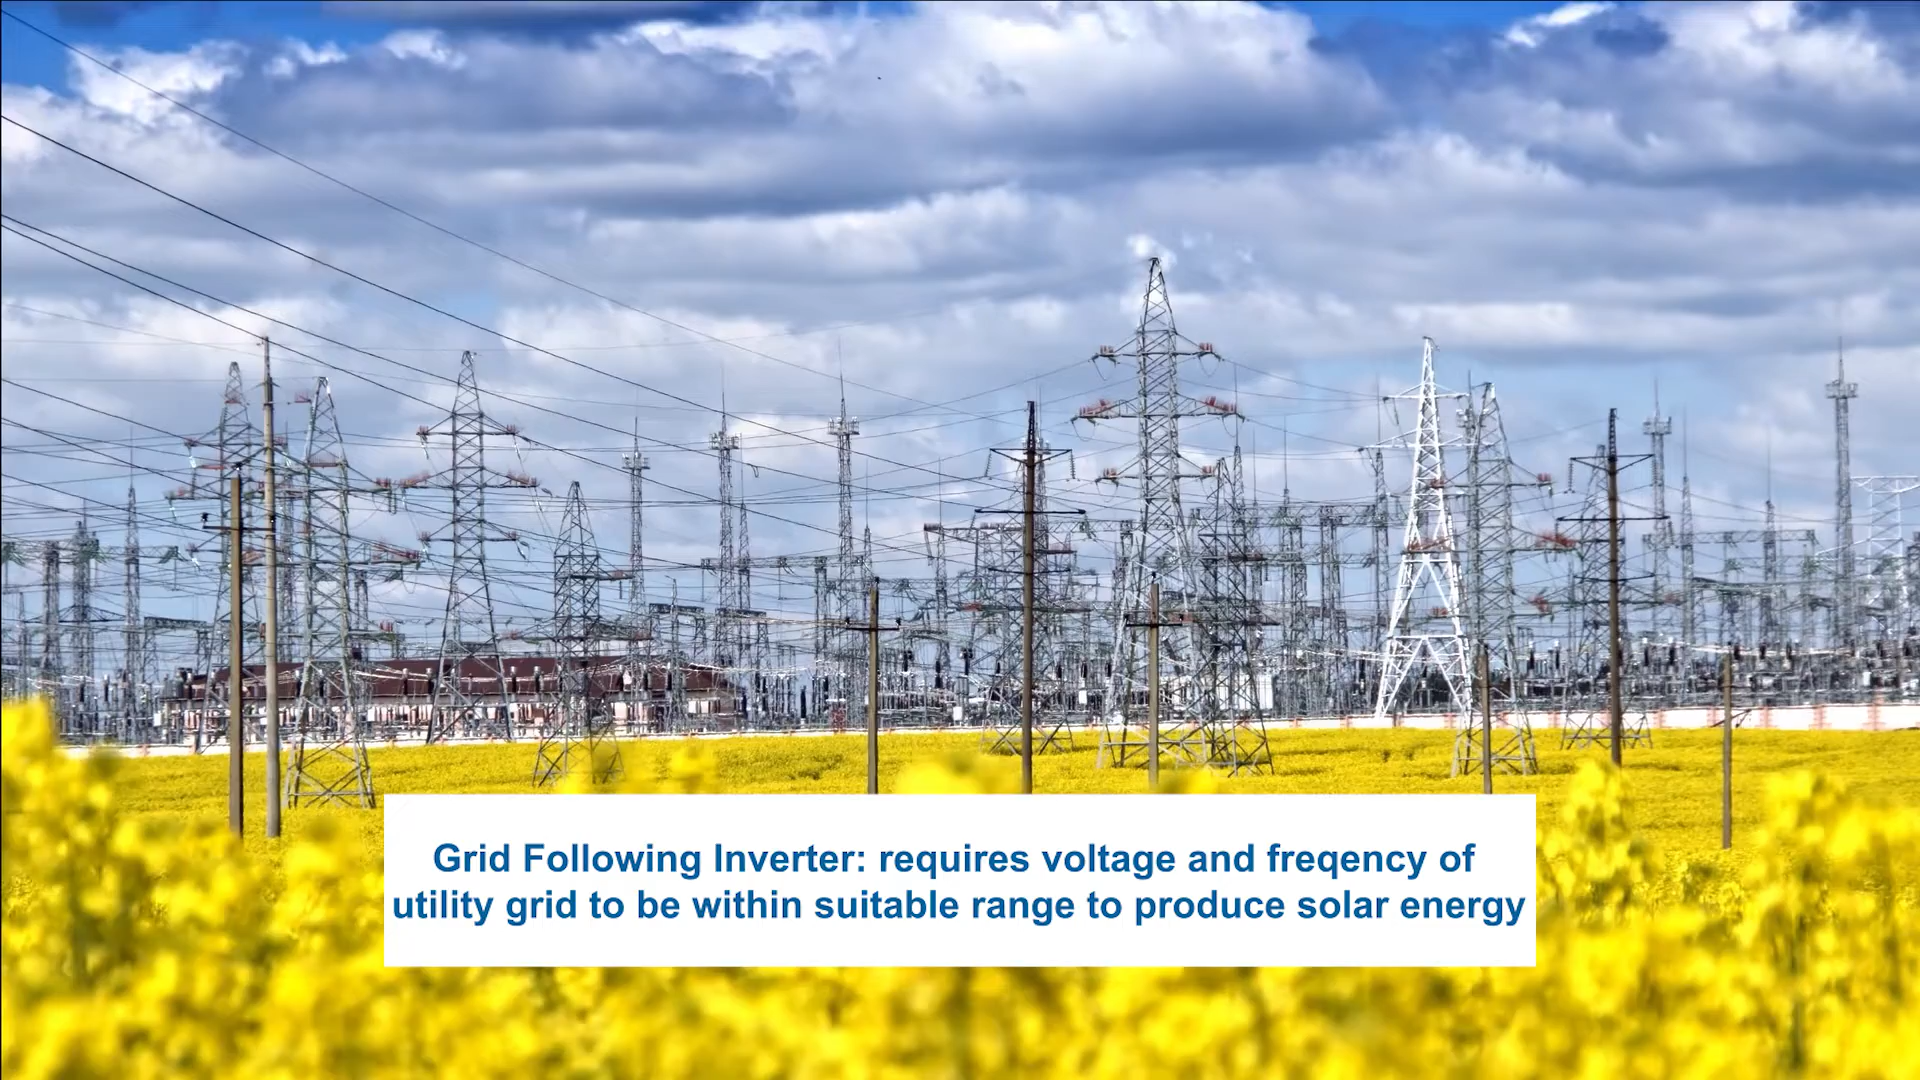 Grid Following Inverter: requires voltage and freqency of
utility grid to be within suitable range to produce solar energy